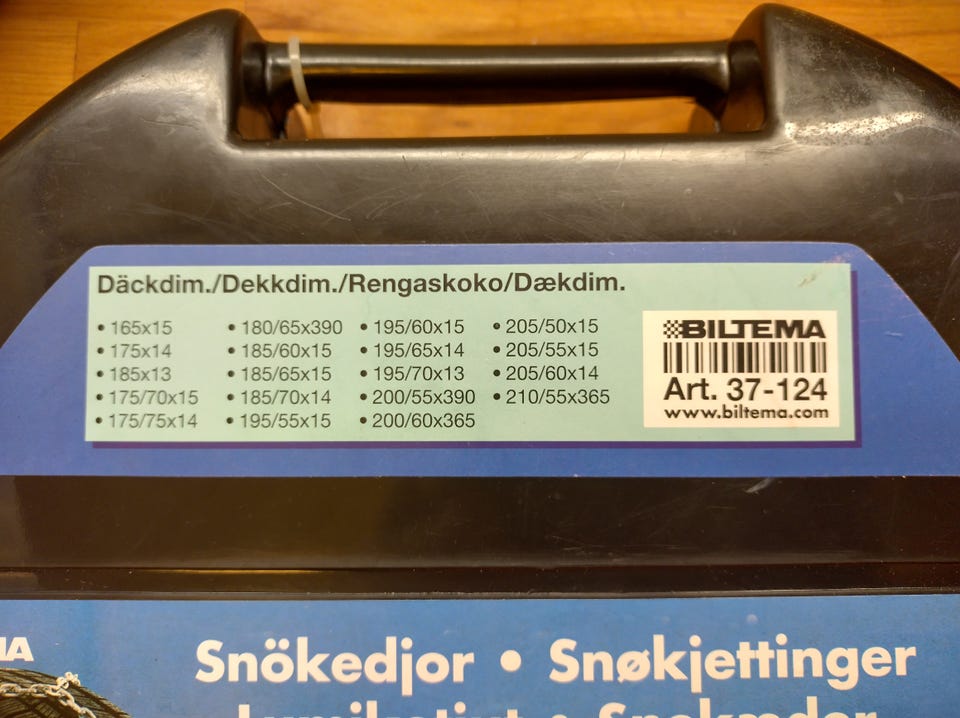 Däckdim./Dekkdim./Rengaskoko/Dækdim.
• 165x15
• 175x14
• 185x13
• 175/70x15
• 175/75x14
• 180/65x390
• 185/60x15
• 185/65x15
• 185/70x14
• 195/55x15
• 195/60x15
• 195/65x14
• 195/70x13
• 200/55x390
• 200/60x365
• 205/50x15
• 205/55x15
• 205/60x14
• 210/55x365
BILTEMA
Art. 37-124
www.biltema.com
Snökedjor • Snøkjettinger